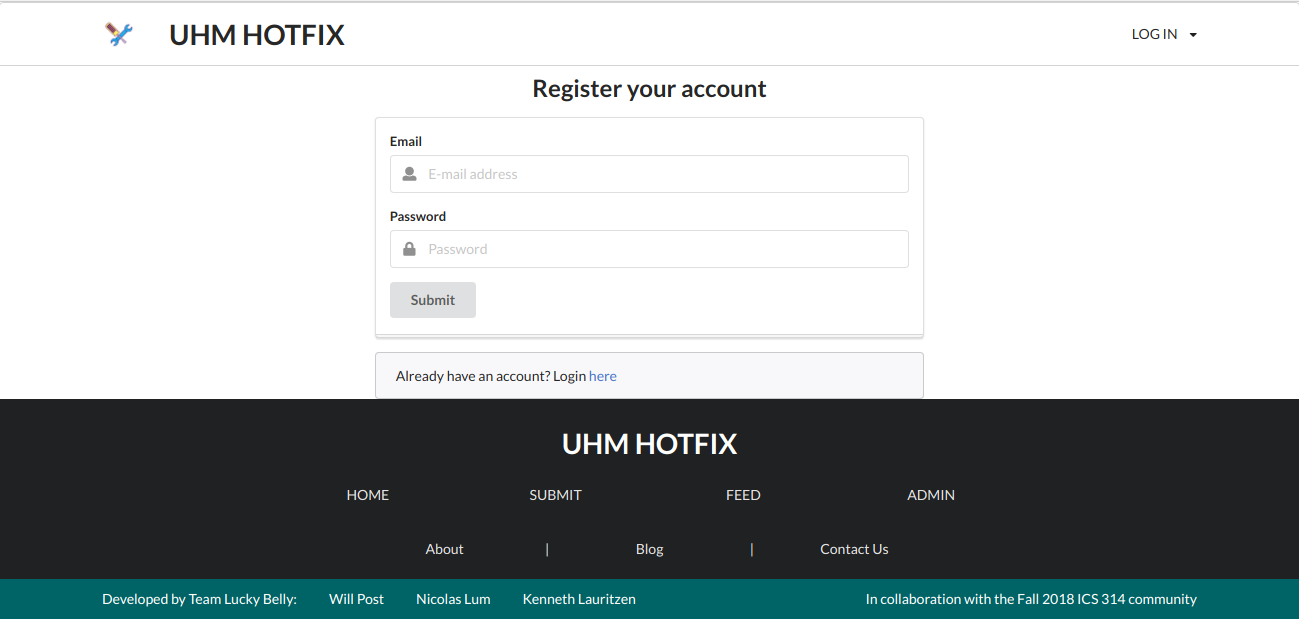 UHM HOTFIX LOG IN
Register your account
Email
E-mail address
Password
Password
Submit
Already have an account? Login here
UHM HOTFIX
HOME SUBMIT FEED ADMIN
About | Blog | Contact Us
Developed by Team Lucky Belly: Will Post Nicolas Lum Kenneth Lauritzen In collaboration with the Fall 2018 ICS 314 community